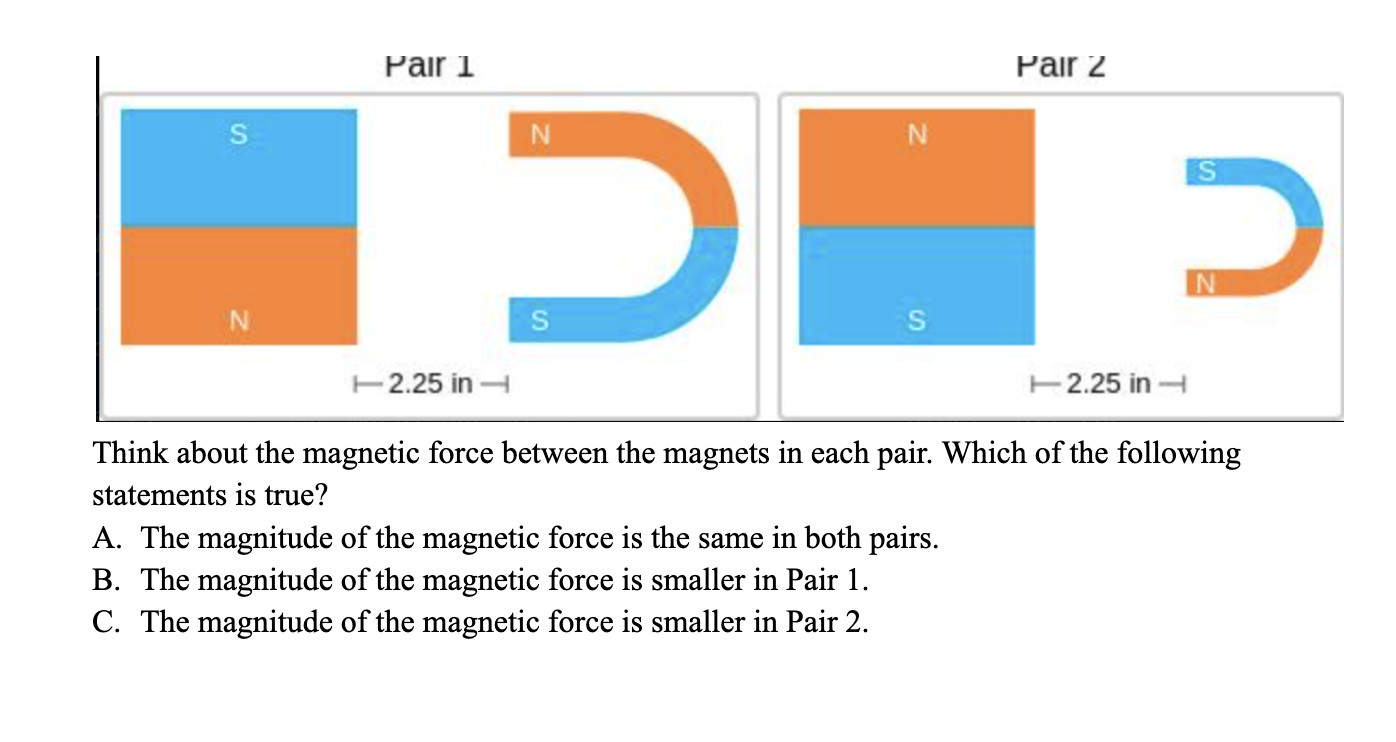 Pair 1 Pair 2
S N N S
N S S N
2.25 in 2.25 in
Think about the magnetic force between the magnets in each pair. Which of the following
statements is true?
A. The magnitude of the magnetic force is the same in both pairs.
B. The magnitude of the magnetic force is smaller in Pair 1.
C. The magnitude of the magnetic force is smaller in Pair 2.